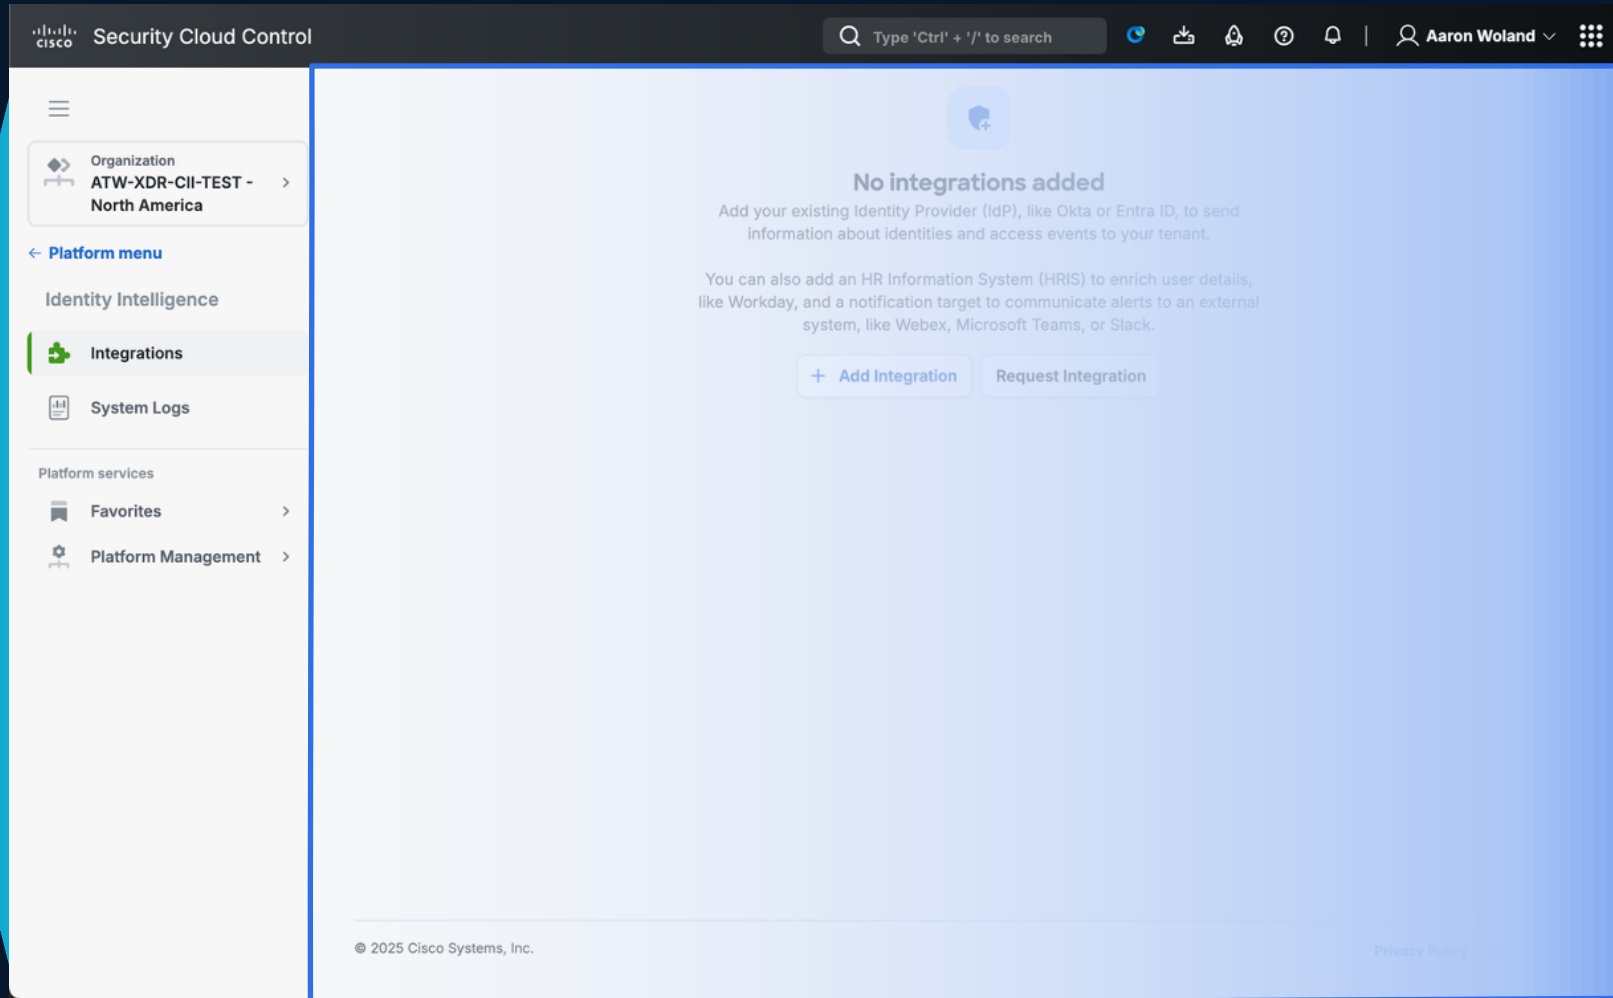 CISCO
Security Cloud Control
Type 'Ctrl' + '/' to search
Aaron Woland
Organization
ATW-XDR-CII-TEST -
North America
Platform menu
Identity Intelligence
Integrations
System Logs
Platform services
Favorites
Platform Management
No integrations added
Add your existing Identity Provider (IdP), like Okta or Entra ID, to send
information about identities and access events to your tenant.
You can also add an HR Information System (HRIS) to enrich user details,
like Workday, and a notification target to communicate alerts to an external
system, like Webex, Microsoft Teams, or Slack.
Add Integration
Request Integration
© 2025 Cisco Systems, Inc.
Privacy Policy